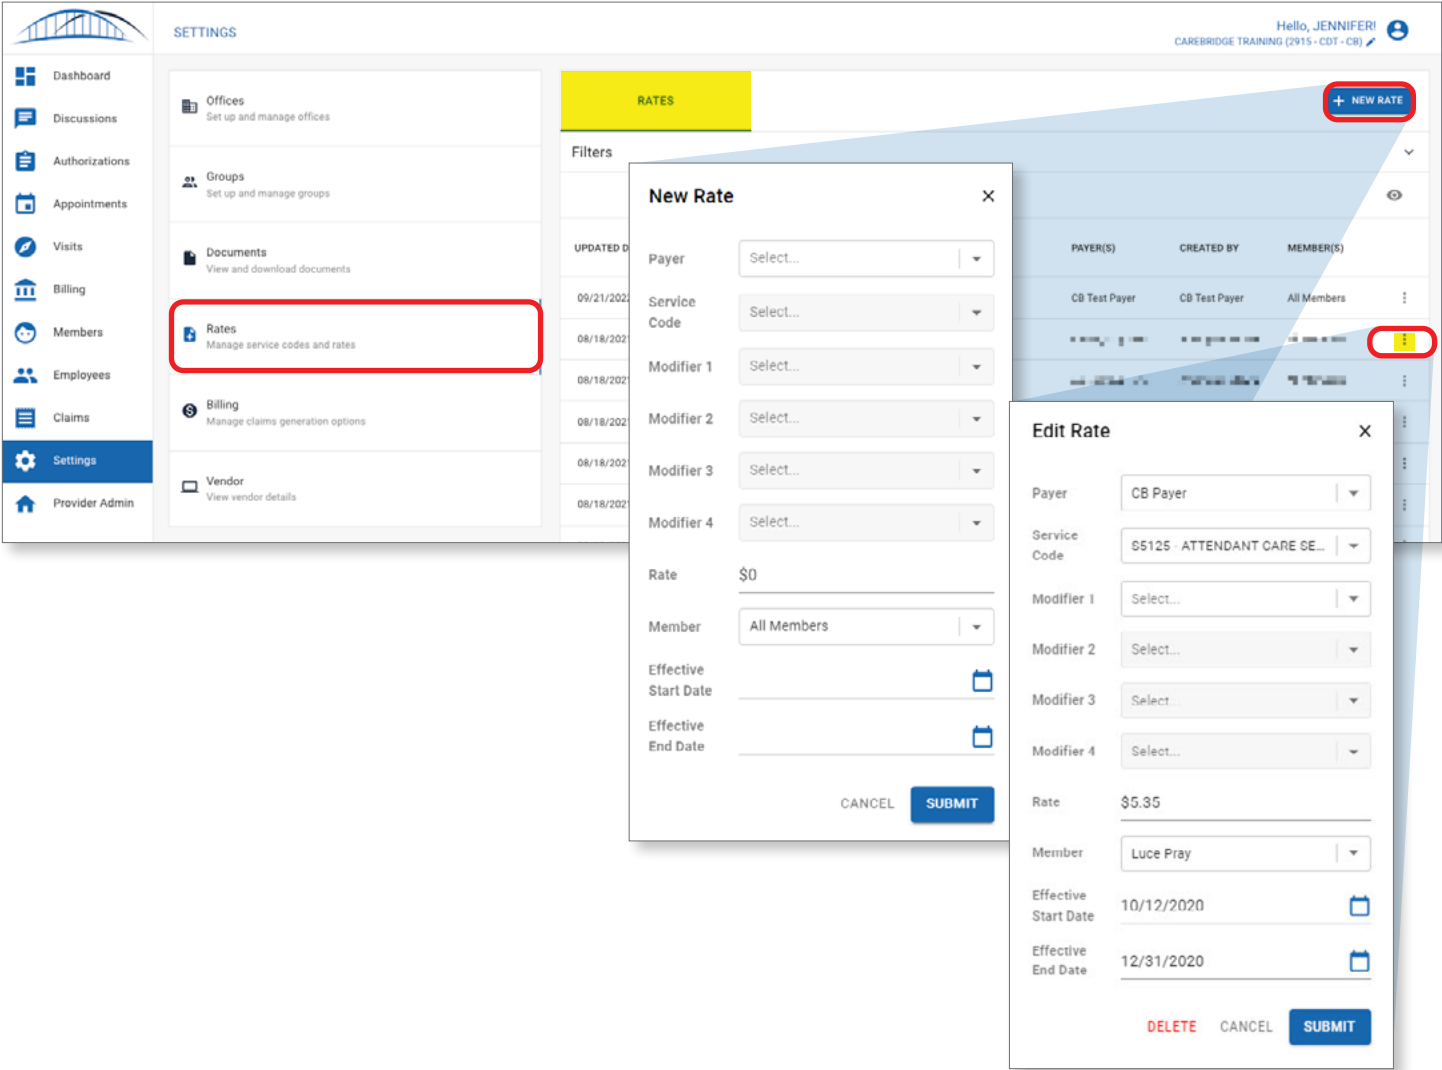 SETTINGS
Hello, JENNIFER!
CAREBRIDGE TRAINING (2915 - CDT - CB)
Dashboard
Discussions
Authorizations
Appointments
Visits
Billing
Members
Employees
Claims
Settings
Provider Admin
Offices
Set up and manage offices
Groups
Set up and manage groups
Documents
View and download documents
Rates
Manage service codes and rates
Billing
Manage claims generation options
Vendor
View vendor details
RATES
+ NEW RATE
Filters
UPDATED D
PAYER(S) CREATED BY MEMBER(S)
09/21/202 CB Test Payer CB Test Payer All Members
08/18/202
08/18/202
08/18/202
08/18/202
08/18/202
New Rate
Payer Select...
Service Code Select...
Modifier 1 Select...
Modifier 2 Select...
Modifier 3 Select...
Modifier 4 Select...
Rate $0
Member All Members
Effective
Start Date
Effective
End Date
CANCEL SUBMIT
Edit Rate
Payer CB Payer
Service Code S5125 - ATTENDANT CARE SE...
Modifier 1 Select...
Modifier 2 Select...
Modifier 3 Select...
Modifier 4 Select...
Rate $5.35
Member Luce Pray
Effective
Start Date 10/12/2020
Effective
End Date 12/31/2020
DELETE CANCEL SUBMIT